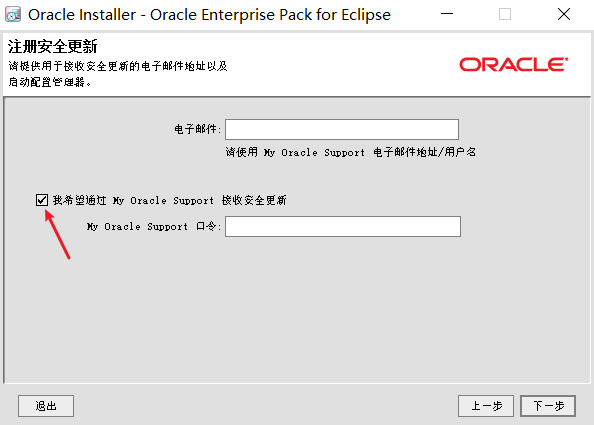 Oracle Installer - Oracle Enterprise Pack for Eclipse
注册安全更新
请提供用于接收安全更新的电子邮件地址以及
启动配置管理器。
ORACLE
电子邮件:
请使用 My Oracle Support 电子邮件地址/用户名
我希望通过 My Oracle Support 接收安全更新
My Oracle Support 口令:
退出
上一步
下一步